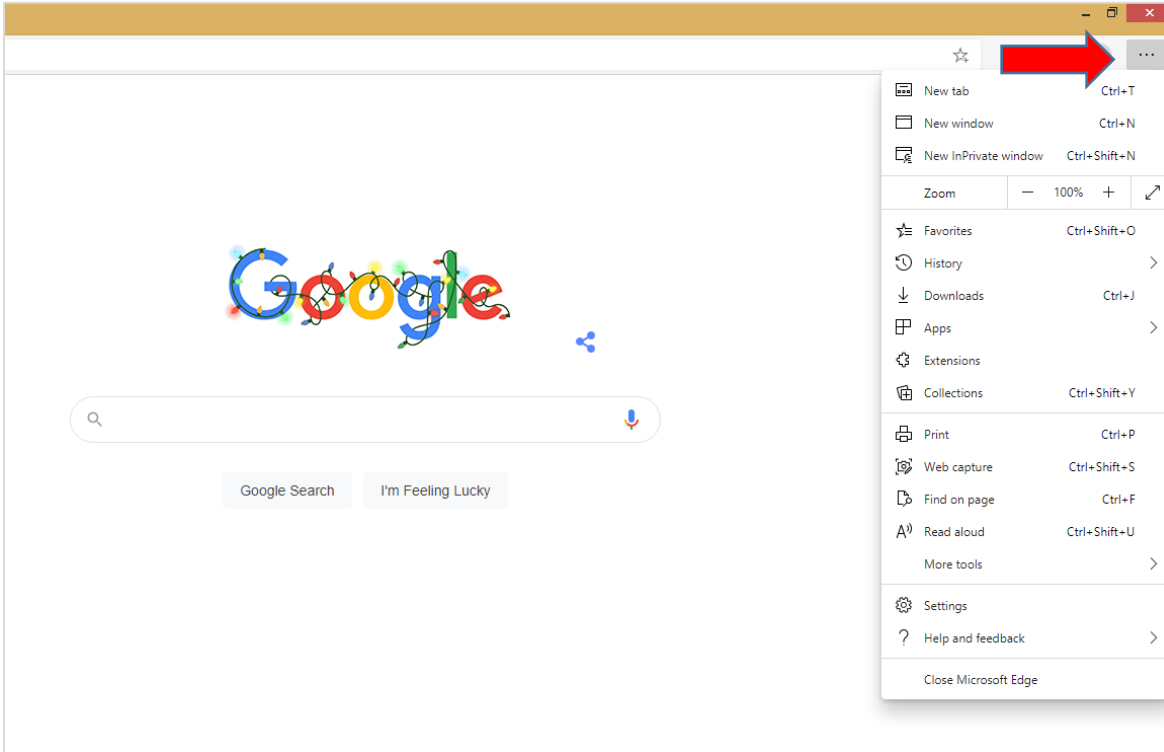 New tab Ctrl+T
New window Ctrl+N
New InPrivate window Ctrl+Shift+N
Zoom 100%
Favorites Ctrl+Shift+O
History
Downloads Ctrl+J
Apps
Extensions
Collections Ctrl+Shift+Y
Print Ctrl+P
Web capture Ctrl+Shift+S
Find on page Ctrl+F
Read aloud Ctrl+Shift+U
More tools
Settings
Help and feedback
Close Microsoft Edge
Google
Google Search I'm Feeling Lucky